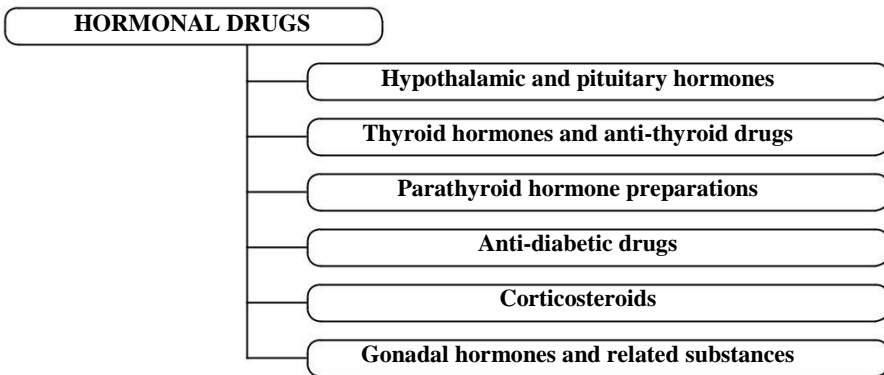 HORMONAL DRUGS
Hypothalamic and pituitary hormones
Thyroid hormones and anti-thyroid drugs
Parathyroid hormone preparations
Anti-diabetic drugs
Corticosteroids
Gonadal hormones and related substances